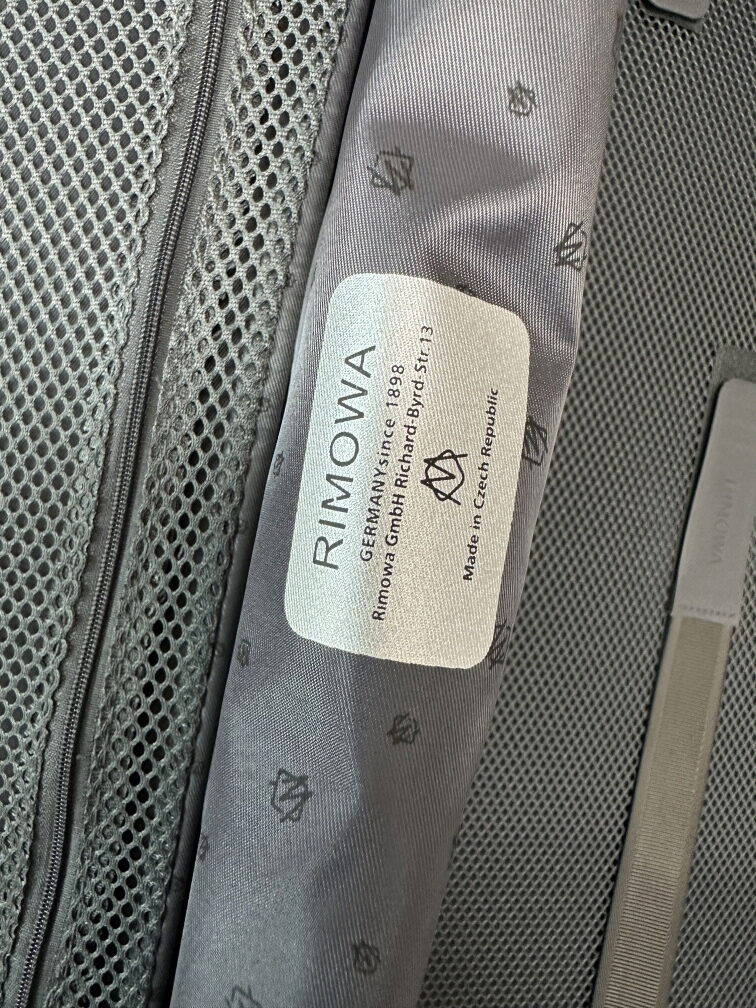 RIMOWA
GERMANYsince 1898
Rimowa GmbH Richard-Byrd-Str.13
Made in Czech Republic